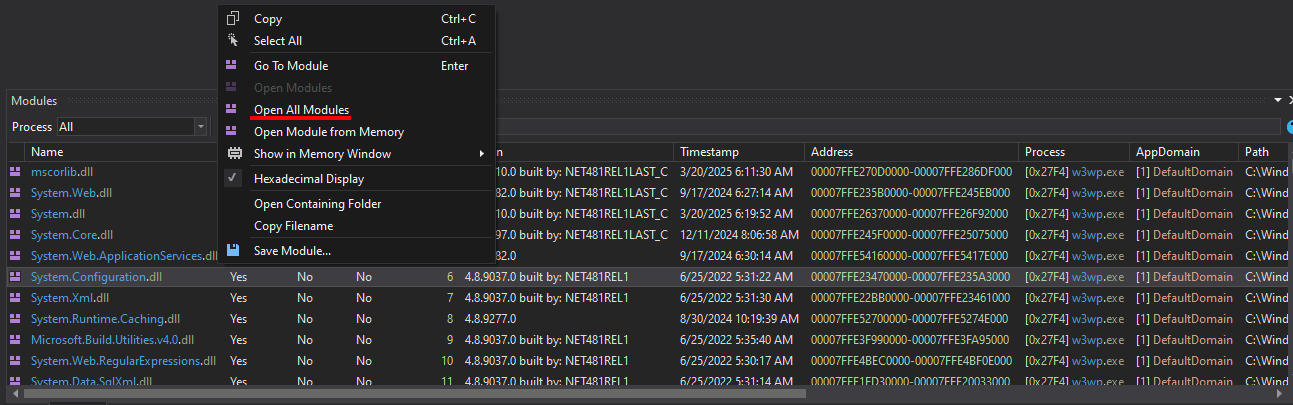 Copy Ctrl+C
Select All Ctrl+A
Go To Module Enter
Open Modules
Open All Modules
Open Module from Memory
Show in Memory Window
Hexadecimal Display
Open Containing Folder
Copy Filename
Save Module...
Modules
Process All
Name n Timestamp Address Process AppDomain Path
mscorlib.dll 10.0 built by: NET481REL1LAST_C 3/20/2025 6:11:30 AM 00007FFE270D0000-00007FFE286DF000 [0x27F4] w3wp.exe [1] DefaultDomain C:\Wind
System.Web.dll 82.0 built by: NET481REL1LAST_C 9/17/2024 6:27:14 AM 00007FFE235B0000-00007FFE245EB000 [0x27F4] w3wp.exe [1] DefaultDomain C:\Wind
System.dll 10.0 built by: NET481REL1LAST_C 3/20/2025 6:19:52 AM 00007FFE26370000-00007FFE26F92000 [0x27F4] w3wp.exe [1] DefaultDomain C:\Wind
System.Core.dll 97.0 built by: NET481REL1LAST_C 12/11/2024 8:06:58 AM 00007FFE245F0000-00007FFE25075000 [0x27F4] w3wp.exe [1] DefaultDomain C:\Wind
System.Web.ApplicationServices.dll 82.0 9/17/2024 6:30:14 AM 00007FFE54160000-00007FFE5417E000 [0x27F4] w3wp.exe [1] DefaultDomain C:\Wind
System.Configuration.dll Yes No No 6 4.8.9037.0 built by: NET481REL1 6/25/2022 5:31:22 AM 00007FFE23470000-00007FFE235A3000 [0x27F4] w3wp.exe [1] DefaultDomain C:\Wind
System.Xml.dll Yes No No 7 4.8.9037.0 built by: NET481REL1 6/25/2022 5:31:30 AM 00007FFE22BB0000-00007FFE23461000 [0x27F4] w3wp.exe [1] DefaultDomain C:\Wind
System.Runtime.Caching.dll Yes No No 8 4.8.9277.0 8/30/2024 10:19:39 AM 00007FFE52700000-00007FFE5274E000 [0x27F4] w3wp.exe [1] DefaultDomain C:\Wind
Microsoft.Build.Utilities.v4.0.dll Yes No No 9 4.8.9037.0 built by: NET481REL1 6/25/2022 5:35:40 AM 00007FFE3F990000-00007FFE3FA95000 [0x27F4] w3wp.exe [1] DefaultDomain C:\Wind
System.Web.RegularExpressions.dll Yes No No 10 4.8.9037.0 built by: NET481REL1 6/25/2022 5:30:17 AM 00007FFE4BEC0000-00007FFE4BF0E000 [0x27F4] w3wp.exe [1] DefaultDomain C:\Wind
System.Data.SqlXml.dll Yes No No 11 4.8.9037.0 built by: NET481REL1 6/25/2022 5:31:14 AM 00007FFE1FD30000-00007FFE20033000 [0x27F4] w3wp.exe [1] DefaultDomain C:\Wind